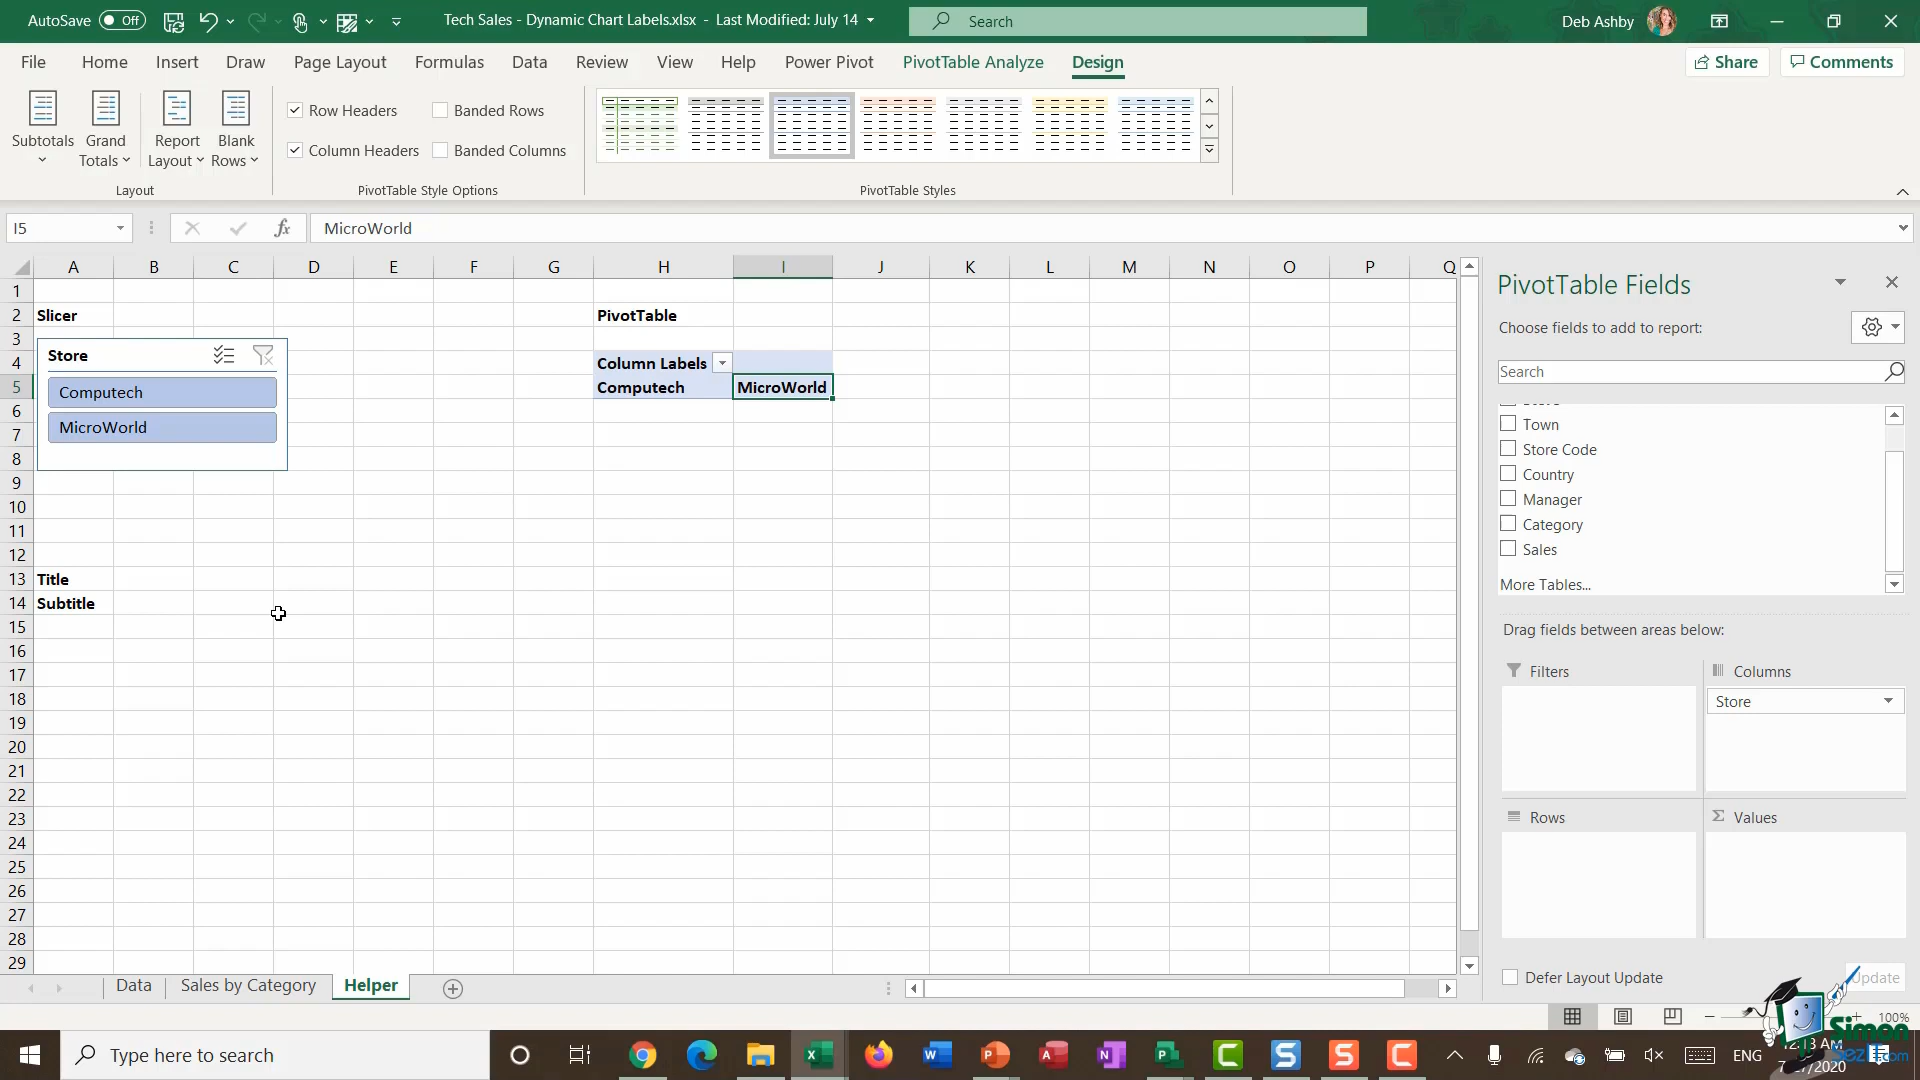 AutoSave Off Tech Sales - Dynamic Chart Labels.xlsx - Last Modified: July 14 Search Deb Ashby
File Home Insert Draw Page Layout Formulas Data Review View Help Power Pivot PivotTable Analyze Design Share Comments
Subtotals Grand Totals Report Layout Blank Rows
Row Headers Banded Rows
Column Headers Banded Columns
Layout PivotTable Style Options PivotTable Styles
I5 fx MicroWorld
A B C D E F G H I J K L M N O P Q
1
2 Slicer PivotTable
3
Store
4 Column Labels
5 Computech MicroWorld
Computech
MicroWorld
6
7
8
9
10
11
12
13 Title
14 Subtitle
15
16
17
18
19
20
21
22
23
24
25
26
27
28
29
PivotTable Fields
Choose fields to add to report:
Search
Town
Store Code
Country
Manager
Category
Sales
More Tables...
Drag fields between areas below:
Filters Columns
Store
Rows Values
Defer Layout Update
Data Sales by Category Helper
100%
Type here to search
ENG
Simon
Sez
.com